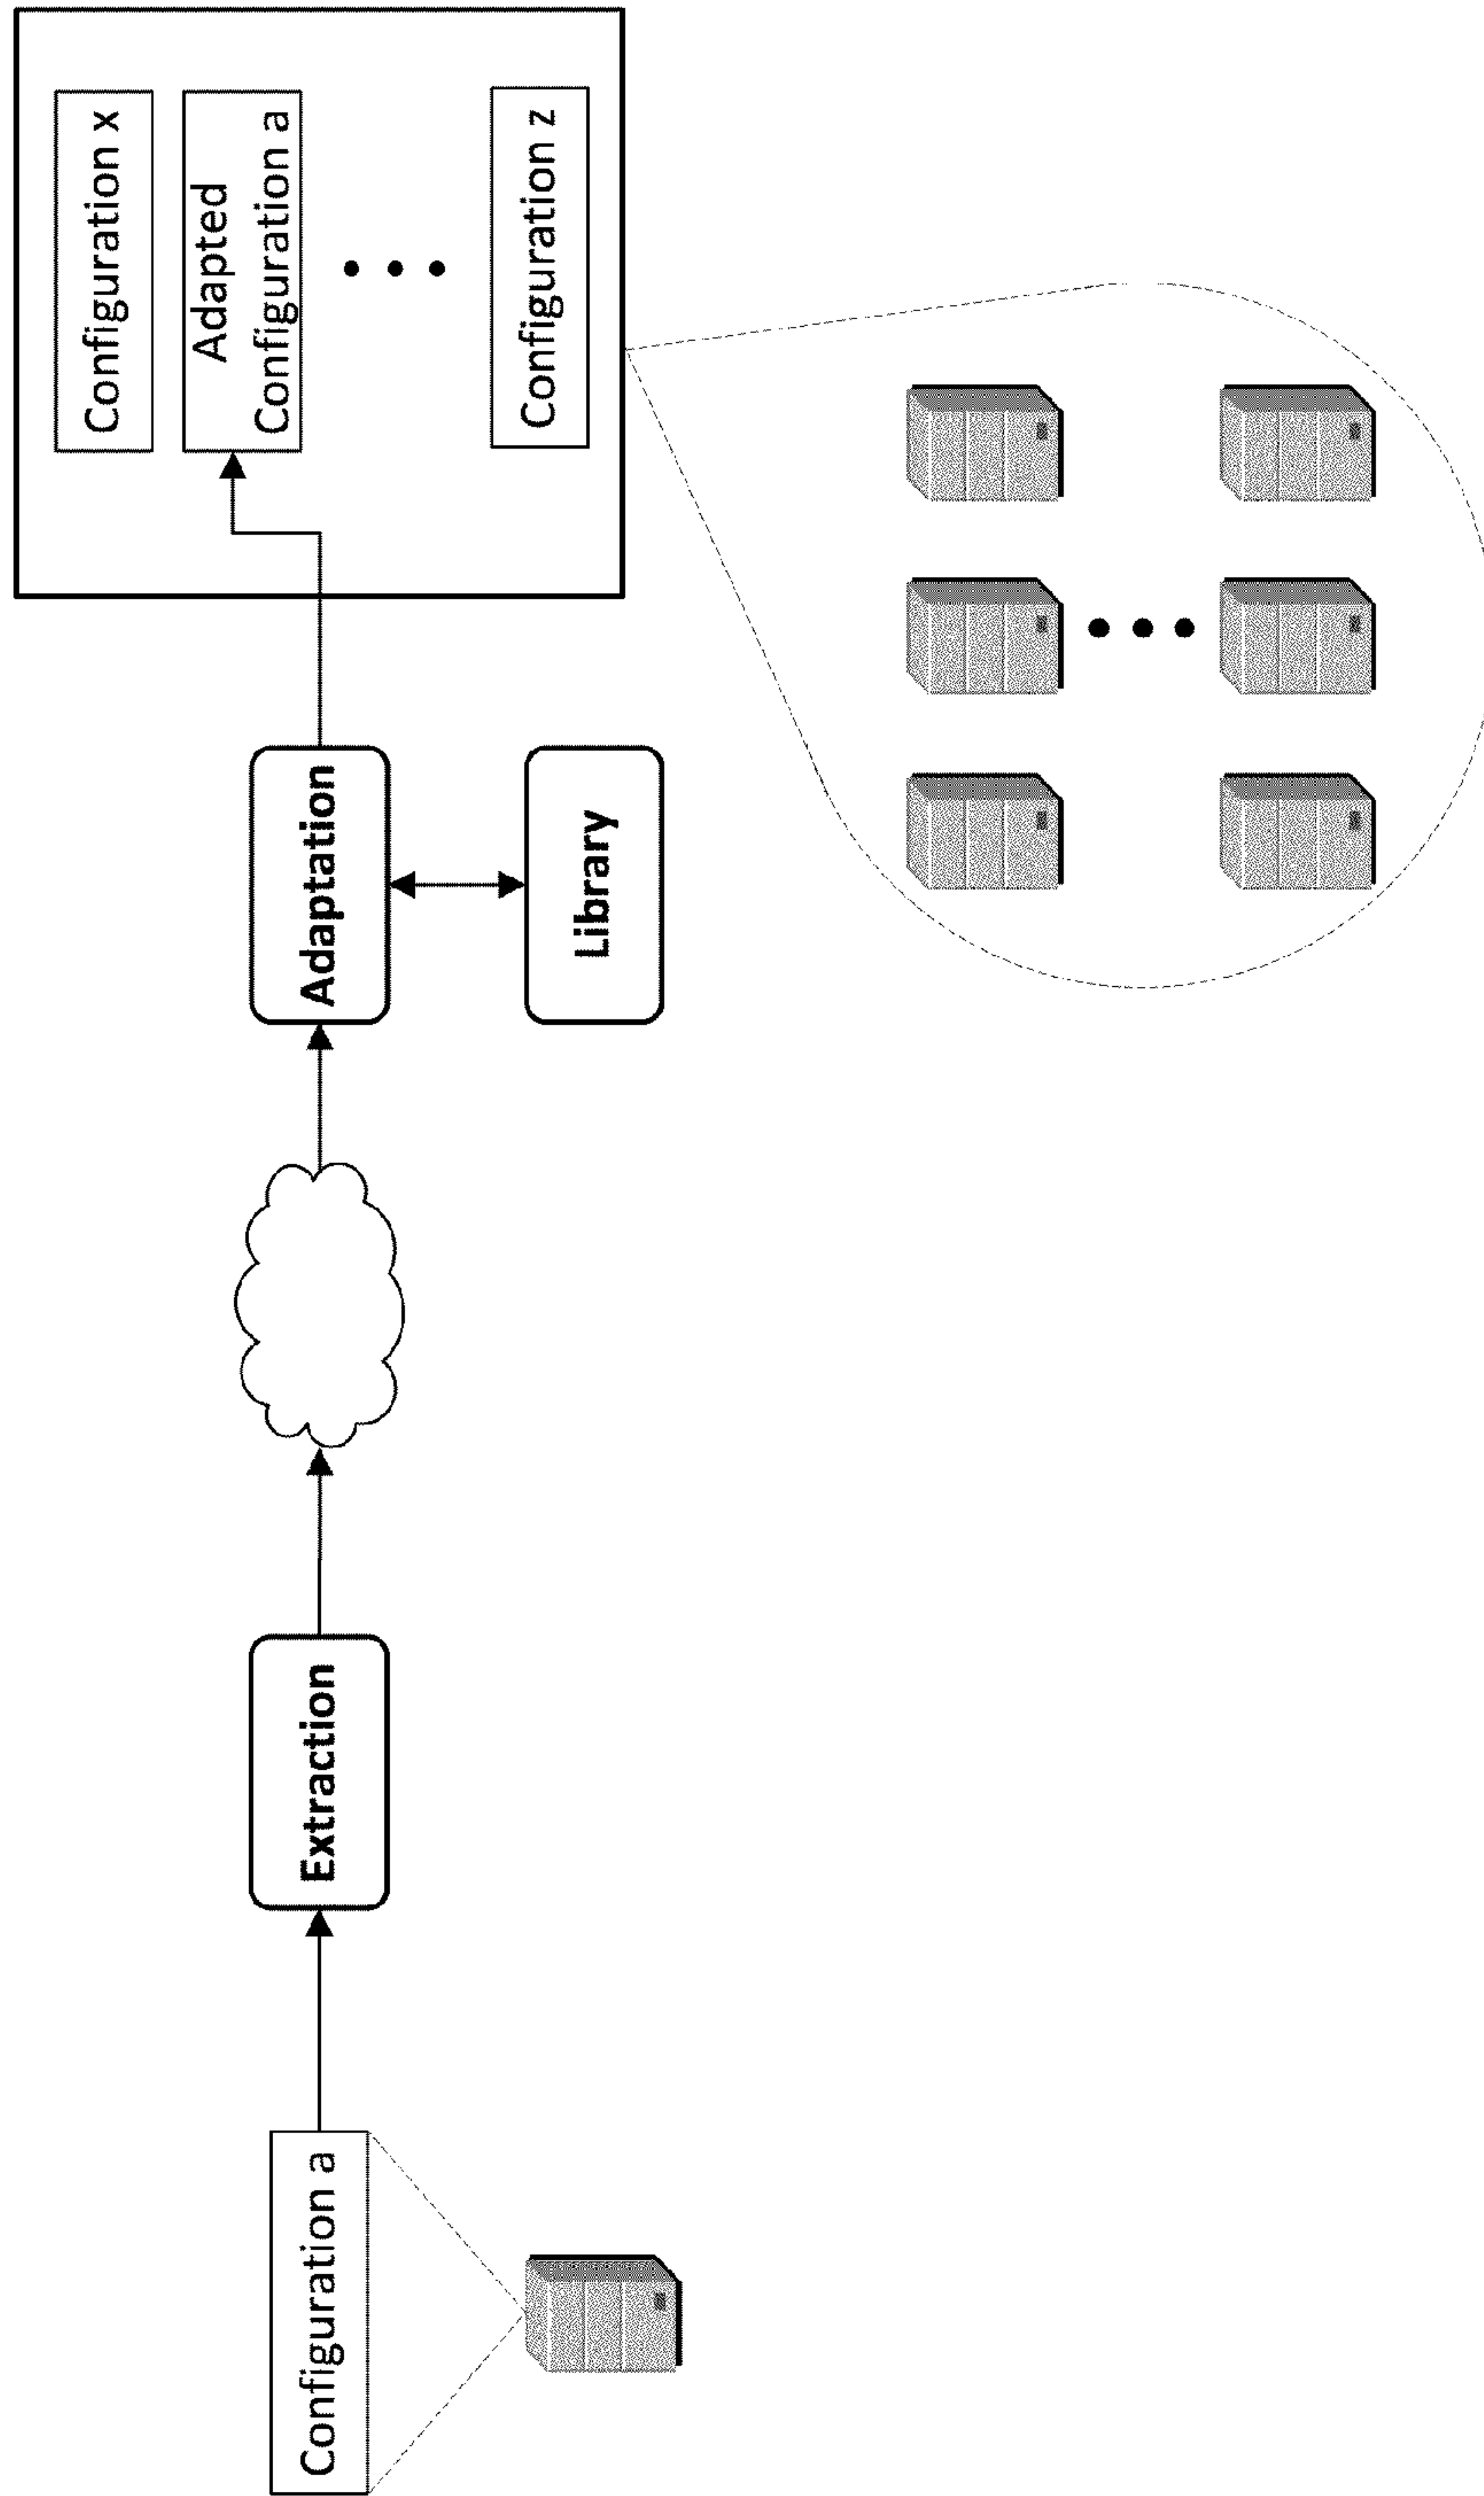 Configuration a
Extraction
Adaptation
Library
Configuration x
Adapted
Configuration a
Configuration z